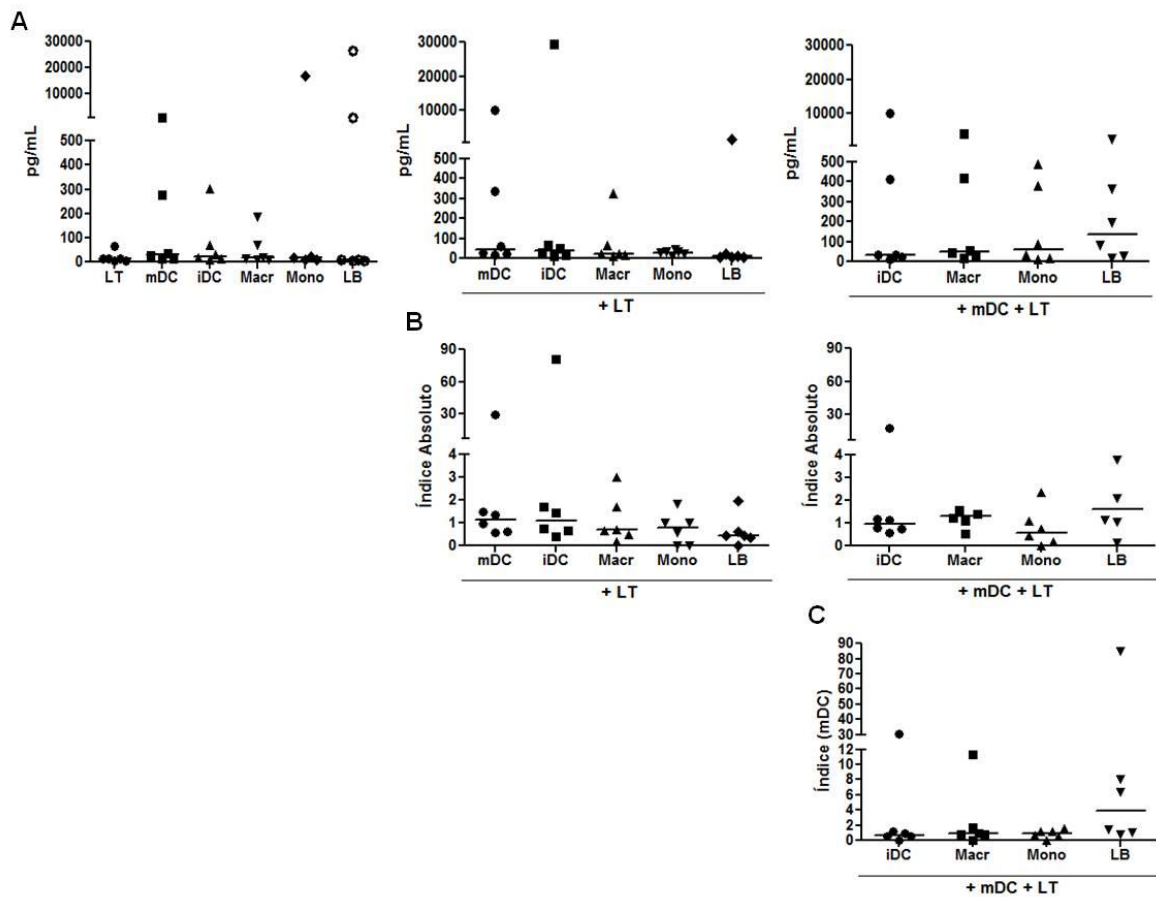 A
30000
20000
10000
500
400
300
200
100
0
pg/mL
LT mDC iDC Macr Mono LB
30000
20000
10000
500
400
300
200
100
0
pg/mL
mDC iDC Macr Mono LB
+ LT
30000
20000
10000
500
400
300
200
100
0
pg/mL
iDC Macr Mono LB
+ mDC + LT
B
90
60
30
4
3
2
1
0
Índice Absoluto
mDC iDC Macr Mono LB
+ LT
90
60
30
4
3
2
1
0
Índice Absoluto
iDC Macr Mono LB
+ mDC + LT
C
90
80
70
60
50
40
30
12
10
8
6
4
2
0
Índice (mDC)
iDC Macr Mono LB
+ mDC + LT